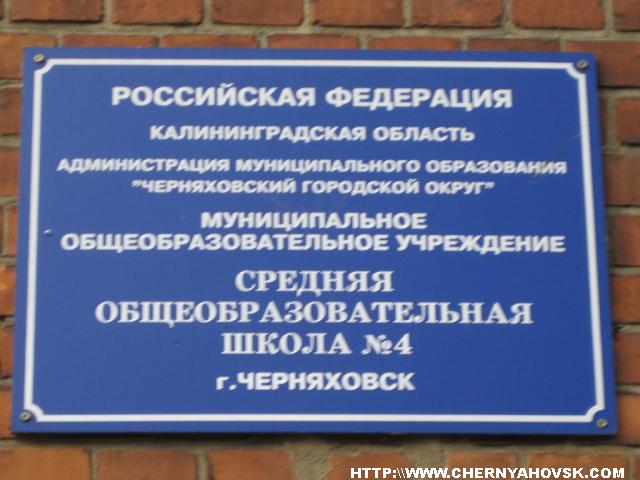 РОССИЙСКАЯ ФЕДЕРАЦИЯ
КАЛИНИНГРАДСКАЯ ОБЛАСТЬ
АДМИНИСТРАЦИЯ МУНИЦИПАЛЬНОГО ОБРАЗОВАНИЯ
"ЧЕРНЯХОВСКИЙ ГОРОДСКОЙ ОКРУГ"
МУНИЦИПАЛЬНОЕ
ОБЩЕОБРАЗОВАТЕЛЬНОЕ УЧРЕЖДЕНИЕ
СРЕДНЯЯ
ОБЩЕОБРАЗОВАТЕЛЬНАЯ
ШКОЛА №4
г.ЧЕРНЯХОВСК
HTTP:\\WWW.CHERNYAHOVSK.COM